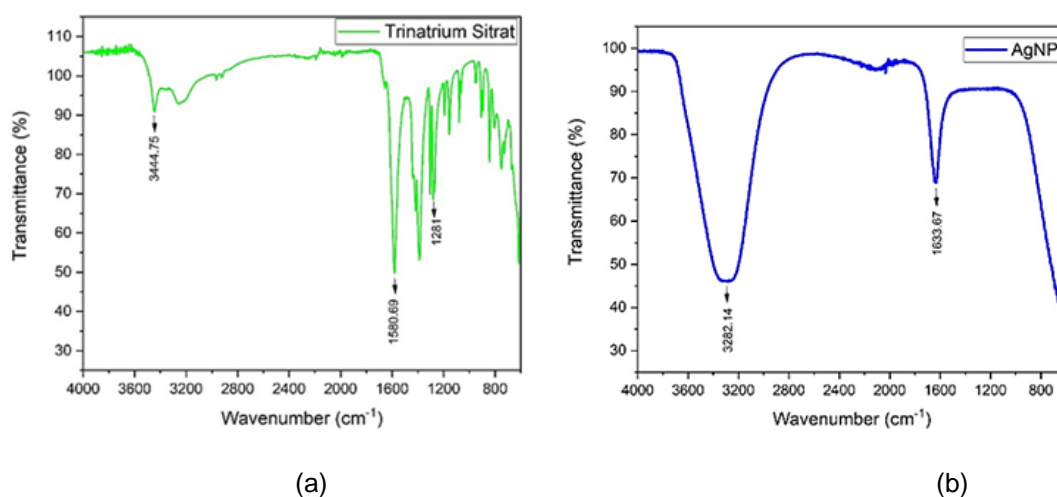 Trinatrium Sitrat
Transmittance (%)
110
100
90
80
70
60
50
40
30
3444.75
1580.69
1281
4000 3600 3200 2800 2400 2000 1600 1200 800
Wavenumber (cm⁻¹)
(a)
AgNP
Transmittance (%)
100
90
80
70
60
50
40
30
3282.14
1633.67
4000 3600 3200 2800 2400 2000 1600 1200 800
Wavenumber (cm⁻¹)
(b)